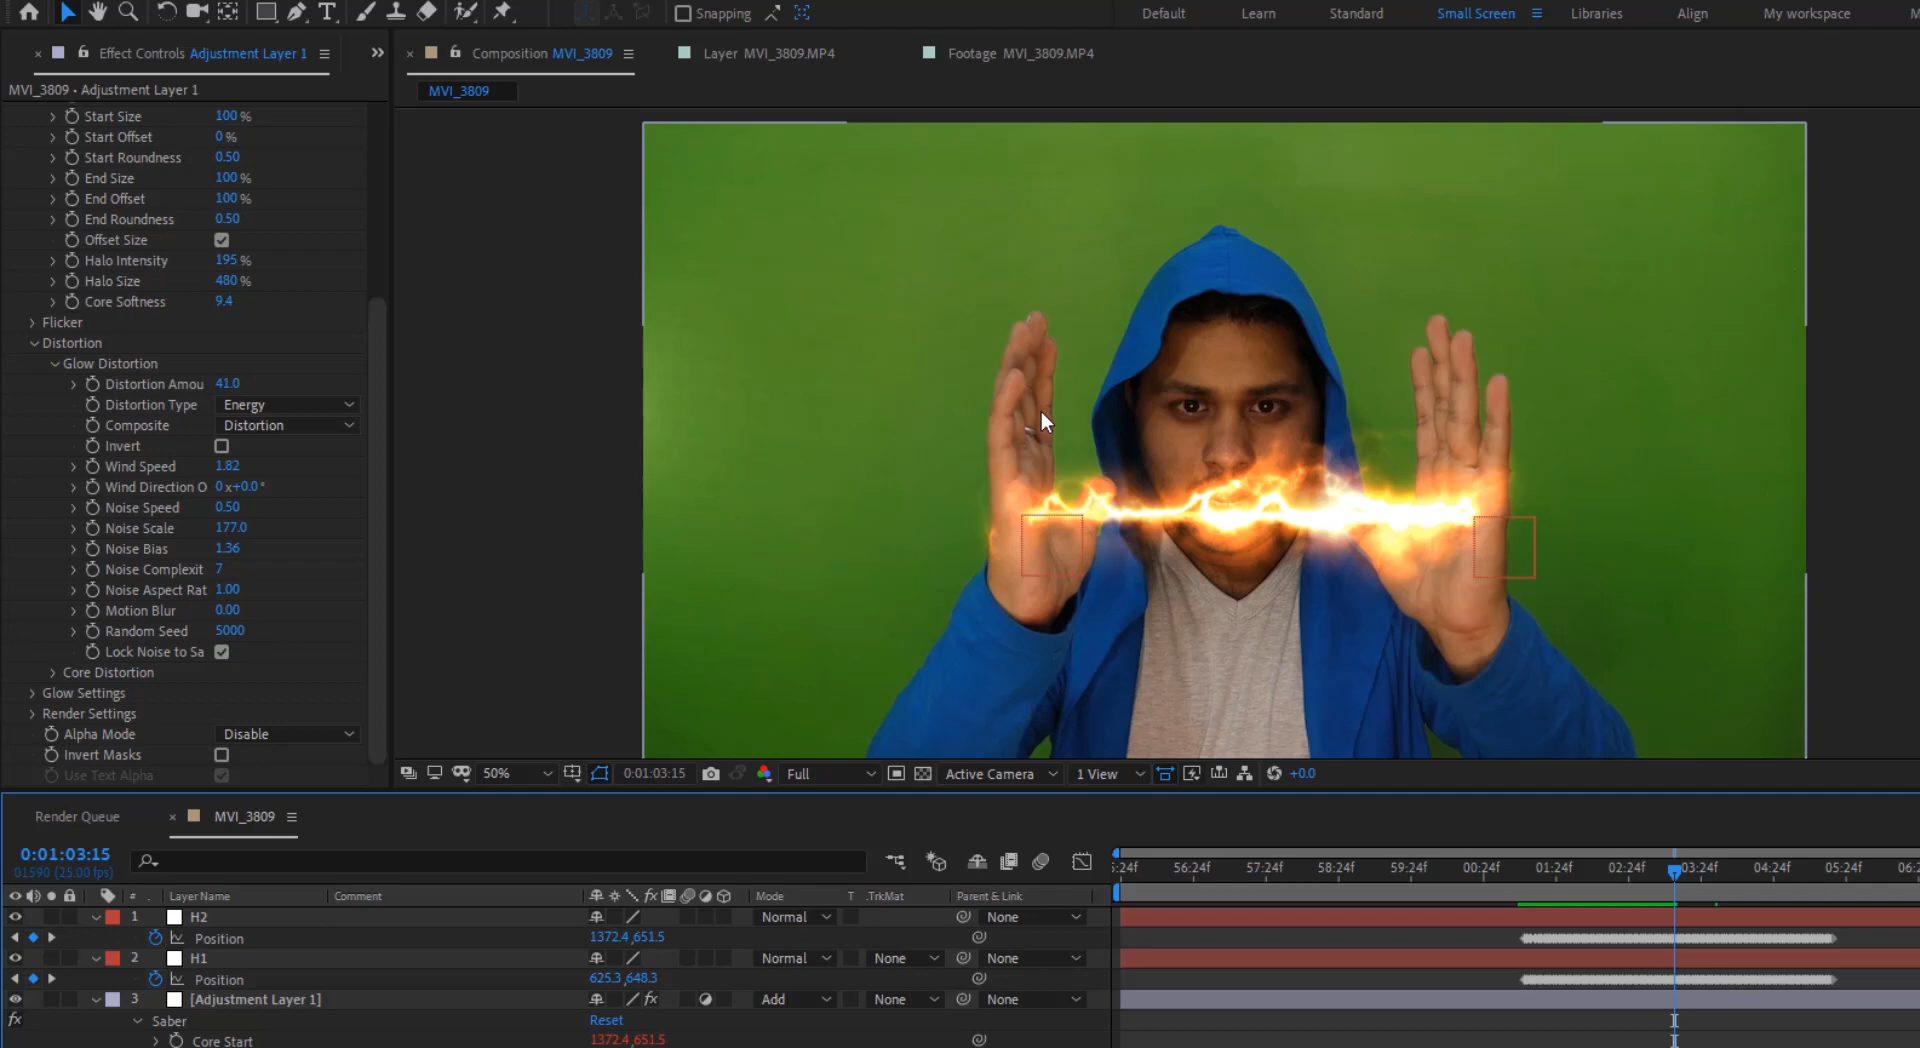 Snapping
Default Learn Standard Small Screen Libraries Align My workspace
Effect Controls Adjustment Layer 1
Composition MVI_3809
Layer MVI_3809.MP4
Footage MVI_3809.MP4
MVI_3809 • Adjustment Layer 1
MVI_3809
Start Size 100 %
Start Offset 0 %
Start Roundness 0.50
End Size 100 %
End Offset 100 %
End Roundness 0.50
Offset Size
Halo Intensity 195 %
Halo Size 480 %
Core Softness 9.4
Flicker
Distortion
Glow Distortion
Distortion Amou 41.0
Distortion Type Energy
Composite Distortion
Invert
Wind Speed 1.82
Wind Direction O 0 x+0.0 °
Noise Speed 0.50
Noise Scale 177.0
Noise Bias 1.36
Noise Complexit 7
Noise Aspect Rat 1.00
Motion Blur 0.00
Random Seed 5000
Lock Noise to Sa
Core Distortion
Glow Settings
Render Settings
Alpha Mode Disable
Invert Masks
Use Text Alpha
50% 0:01:03:15 Full Active Camera 1 View +0.0
Render Queue MVI_3809
0:01:03:15
01590 (25.00 fps)
5:24f 56:24f 57:24f 58:24f 59:24f 00:24f 01:24f 02:24f 03:24f 04:24f 05:24f 06:2
# Layer Name Comment fx Mode T .TrkMat Parent & Link
1 H2 Normal None
Position 1372.4,651.5
2 H1 Normal None None
Position 625.3,648.3
3 [Adjustment Layer 1] fx Add None None
fx Saber Reset
Core Start 1372.4,651.5